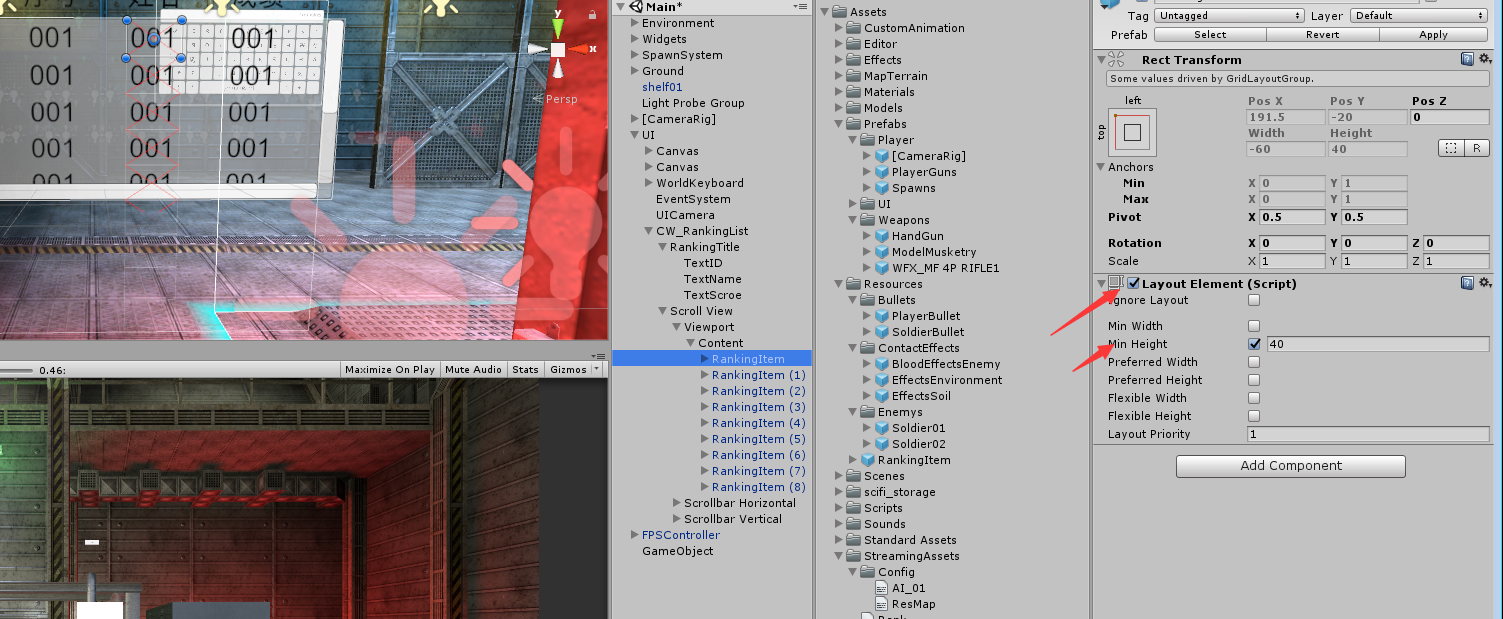 序号 姓名 成绩
001 001 001
001 001 001
001 001 001
001 001 001
001 001 001
y
x
Persp
0.46:
Maximize On Play Mute Audio Stats Gizmos
Main*
Environment
Widgets
SpawnSystem
Ground
shelf01
Light Probe Group
[CameraRig]
UI
Canvas
Canvas
WorldKeyboard
EventSystem
UICamera
CW_RankingList
RankingTitle
TextID
TextName
TextScroe
Scroll View
Viewport
Content
RankingItem
RankingItem (1)
RankingItem (2)
RankingItem (3)
RankingItem (4)
RankingItem (5)
RankingItem (6)
RankingItem (7)
RankingItem (8)
Scrollbar Horizontal
Scrollbar Vertical
FPSController
GameObject
Assets
CustomAnimation
Editor
Effects
MapTerrain
Materials
Models
Prefabs
Player
[CameraRig]
PlayerGuns
Spawns
UI
Weapons
HandGun
ModelMusketry
WFX_MF 4P RIFLE1
Resources
Bullets
PlayerBullet
SoldierBullet
ContactEffects
BloodEffectsEnemy
EffectsEnvironment
EffectsSoil
Enemys
Soldier01
Soldier02
RankingItem
Scenes
scifi_storage
Scripts
Sounds
Standard Assets
StreamingAssets
Config
AI_01
ResMap
Tag Untagged Layer Default
Prefab Select Revert Apply
Rect Transform
Some values driven by GridLayoutGroup.
left Pos X Pos Y Pos Z
top 191.5 -20 0
Width Height
-60 40 R
Anchors
Min X 0 Y 1
Max X 0 Y 1
Pivot X 0.5 Y 0.5
Rotation X 0 Y 0 Z 0
Scale X 1 Y 1 Z 1
Layout Element (Script)
Ignore Layout
Min Width
Min Height 40
Preferred Width
Preferred Height
Flexible Width
Flexible Height
Layout Priority 1
Add Component